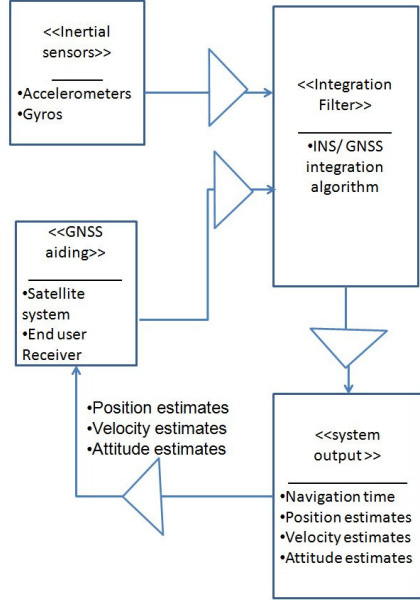 <<Inertial
sensors>>
•Accelerometers
•Gyros
<<Integration
Filter>>
•INS/ GNSS
integration
algorithm
<<GNSS
aiding>>
•Satellite
system
•End user
Receiver
•Position estimates
•Velocity estimates
•Attitude estimates
<<system
output>>
•Navigation time
•Position estimates
•Velocity estimates
•Attitude estimates